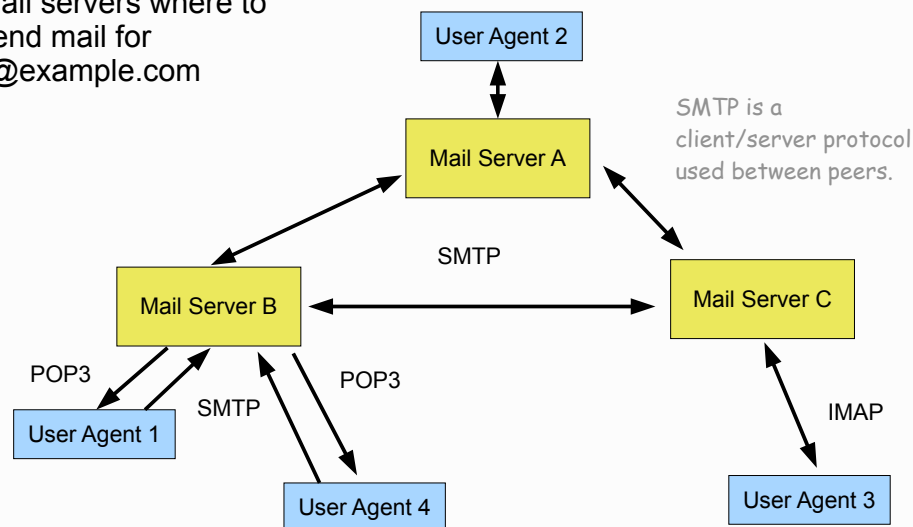 ail servers where to
end mail for
@example.com
User Agent 2
SMTP is a
client/server protocol
used between peers.
Mail Server A
SMTP
Mail Server B
Mail Server C
POP3
SMTP
POP3
IMAP
User Agent 1
User Agent 4
User Agent 3